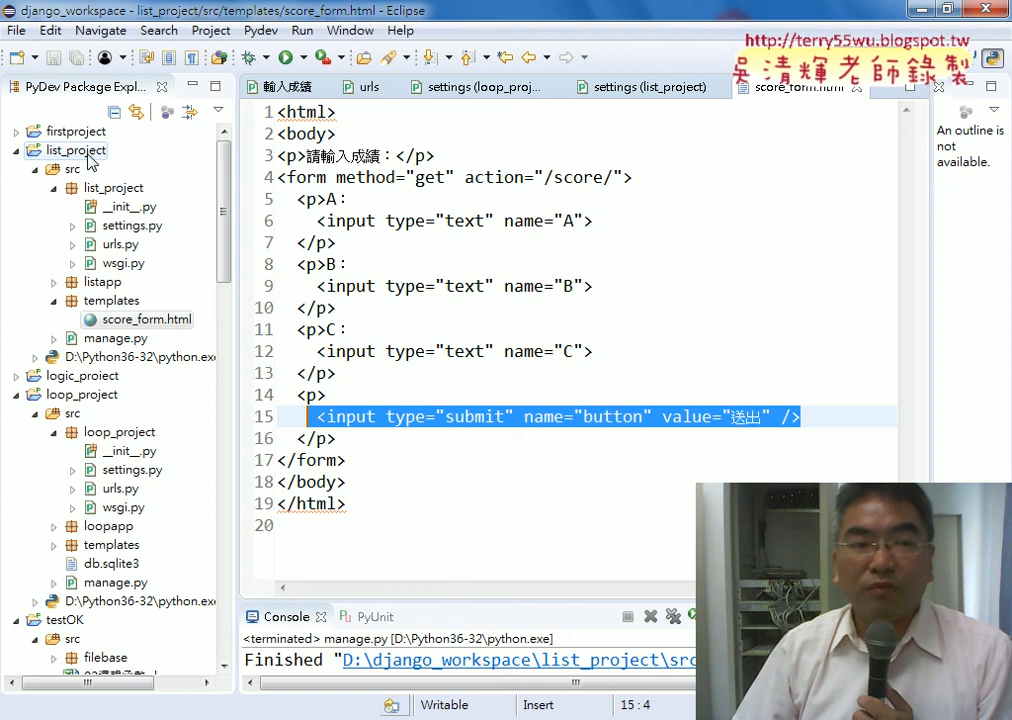 django_workspace - list_project/src/templates/score_form.html - Eclipse
File Edit Navigate Search Project Pydev Run Window Help
http://terry55wu.blogspot.tw
吳清輝老師錄製
PyDev Package Expl...
輸入成績
urls
settings (loop_proj...
settings (list_project)
score_form.html
firstproject
list_project
src
list_project
__init__.py
settings.py
urls.py
wsgi.py
listapp
templates
score_form.html
manage.py
D:\Python36-32\python.exe
logic_project
loop_project
src
loop_project
__init__.py
settings.py
urls.py
wsgi.py
loopapp
templates
db.sqlite3
manage.py
D:\Python36-32\python.exe
testOK
src
filebase
1 <html>
2 <body>
3 <p>請輸入成績：</p>
4 <form method="get" action="/score/">
5 <p>A：
6 <input type="text" name="A">
7 </p>
8 <p>B：
9 <input type="text" name="B">
10 </p>
11 <p>C：
12 <input type="text" name="C">
13 </p>
14 <p>
15 <input type="submit" name="button" value="送出" />
16 </p>
17 </form>
18 </body>
19 </html>
20
An outline is
not
available.
Console
PyUnit
<terminated> manage.py [D:\Python36-32\python.exe]
Finished "D:\django_workspace\list_project\src
Writable
Insert
15 : 4